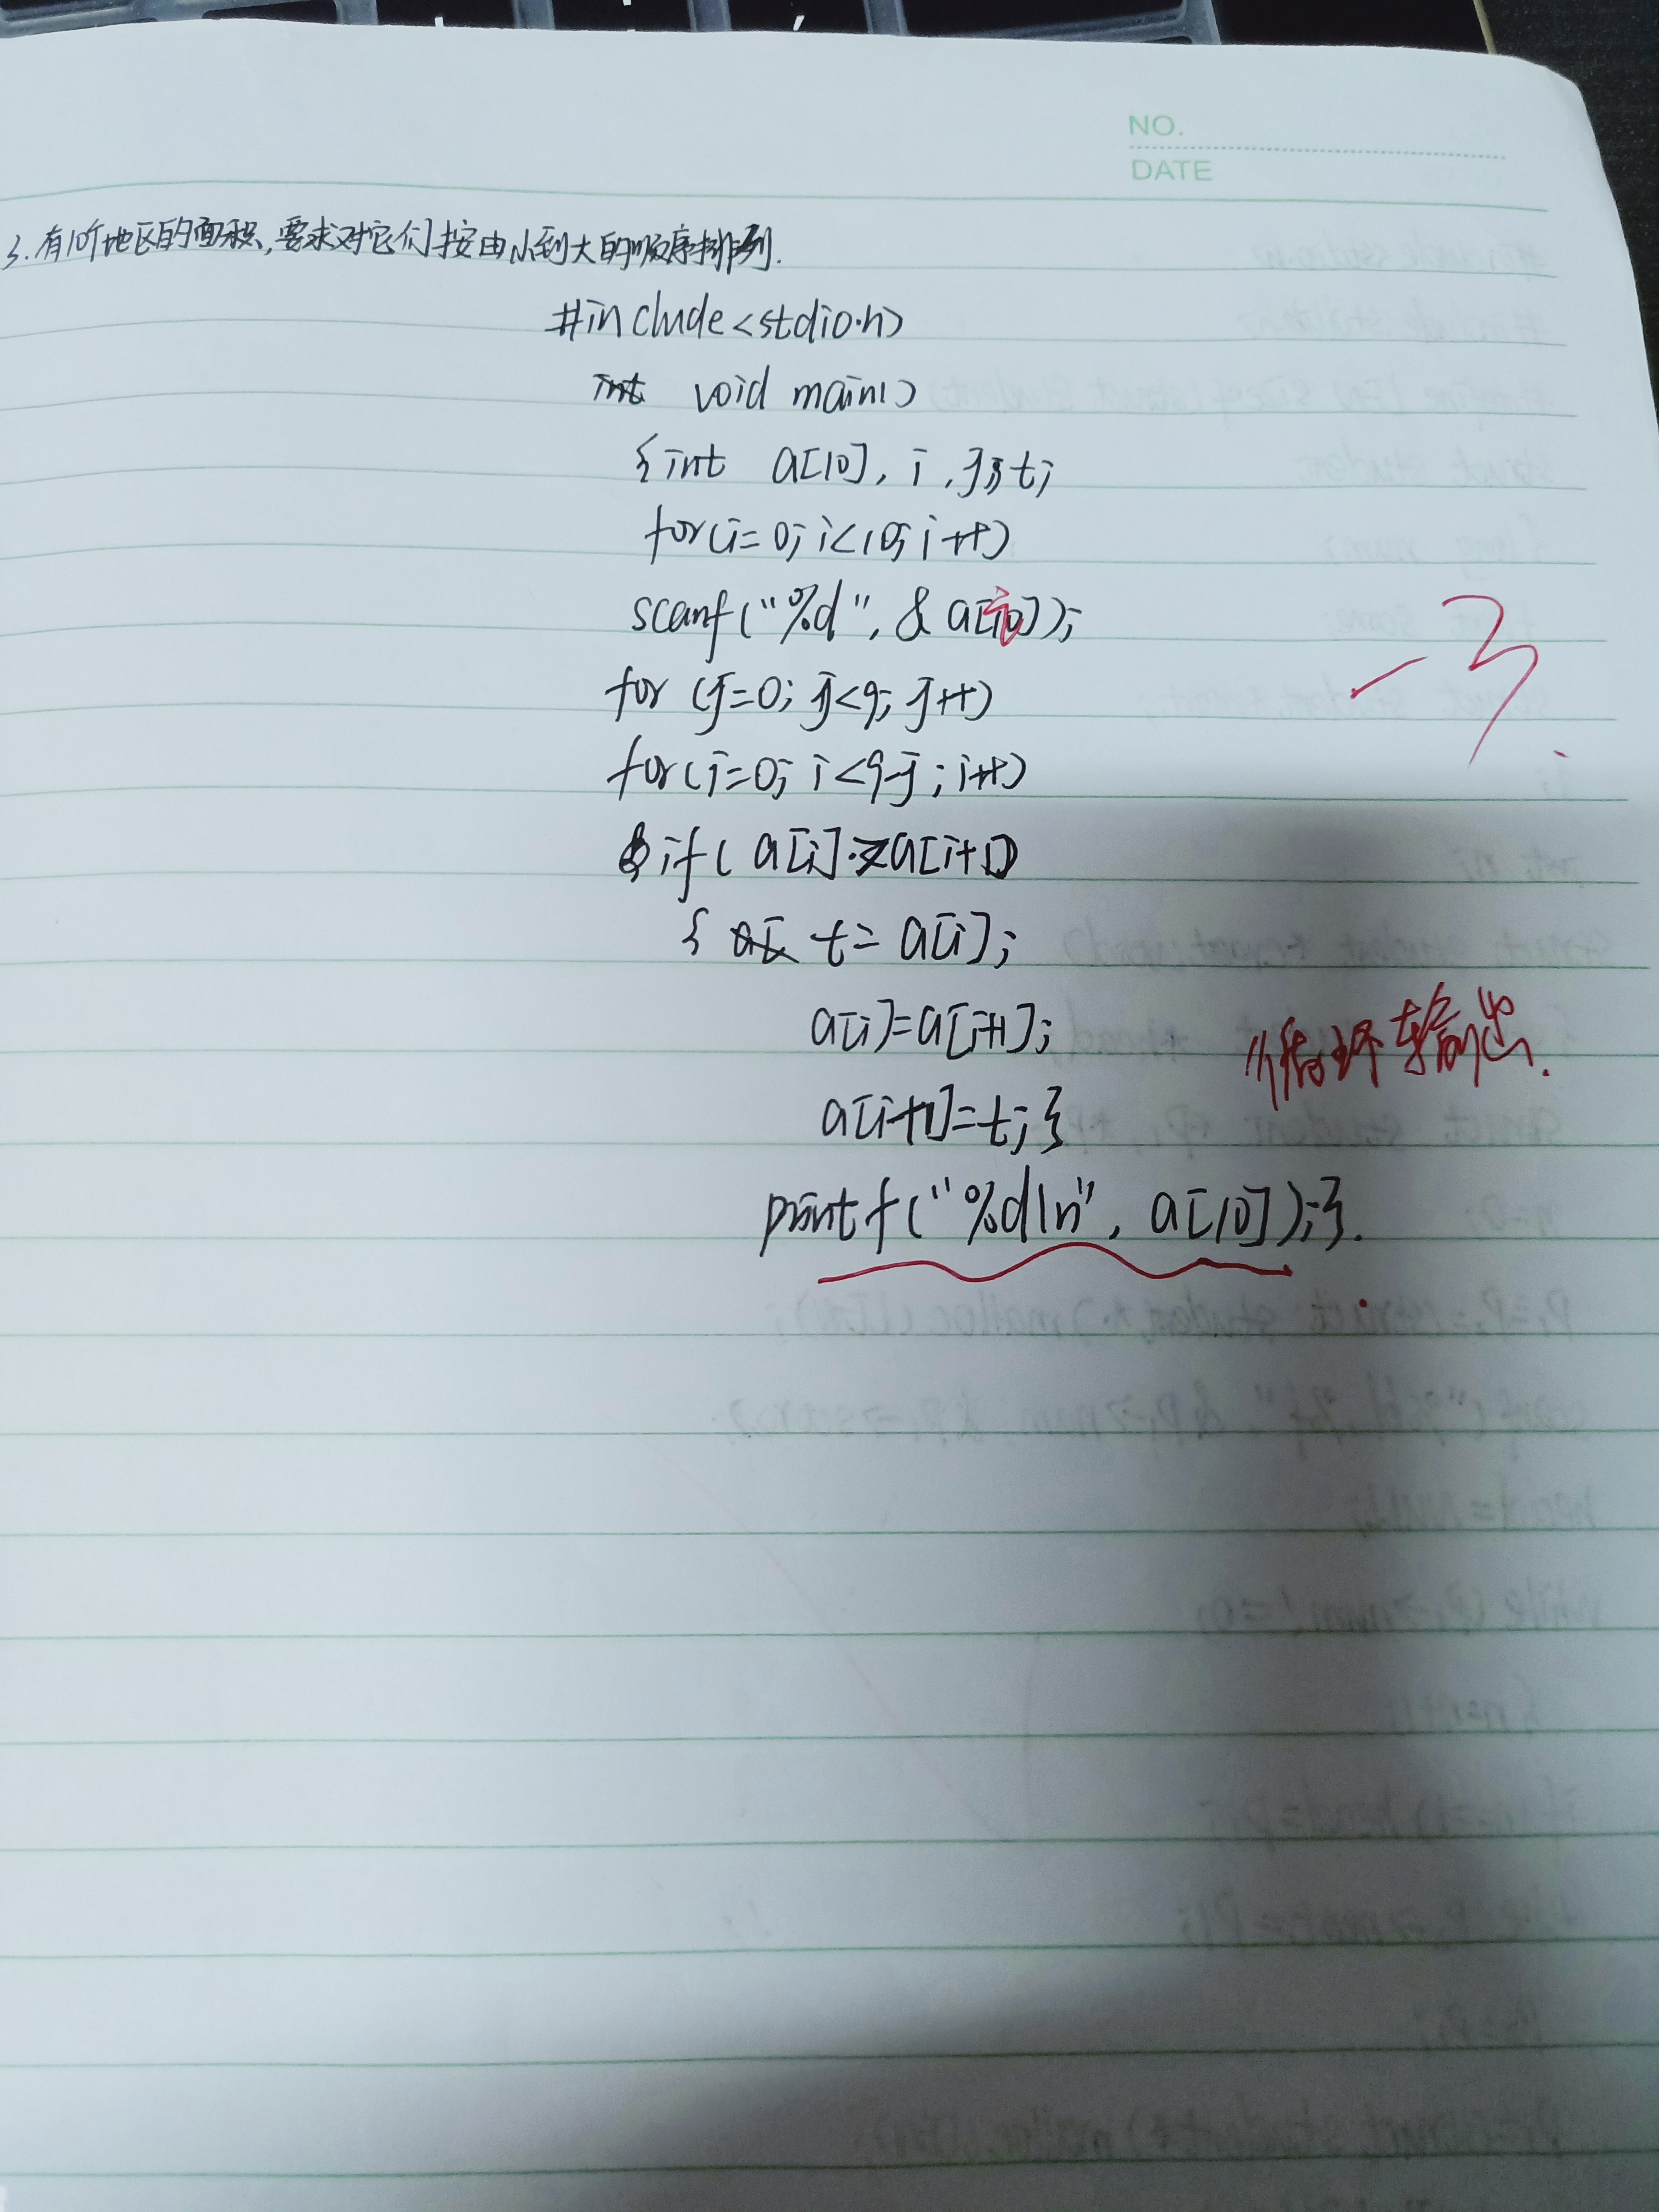 NO.
DATE
3.有10个地区的面积,要求对它们按由小到大的顺序排列.
#include<stdio.h>
void main()
{int a[10], i, j, t;
for(i=0; i<10; i++)
scanf("%d", &a[i]);
for (j=0; j<9; j++)
for(i=0; i<9-j; i++)
if( a[i]>a[i+1])
{ t= a[i];
a[i]=a[i+1];
a[i+1]=t;}
printf("%d\n", a[10]);}.
-3
//循环输出.